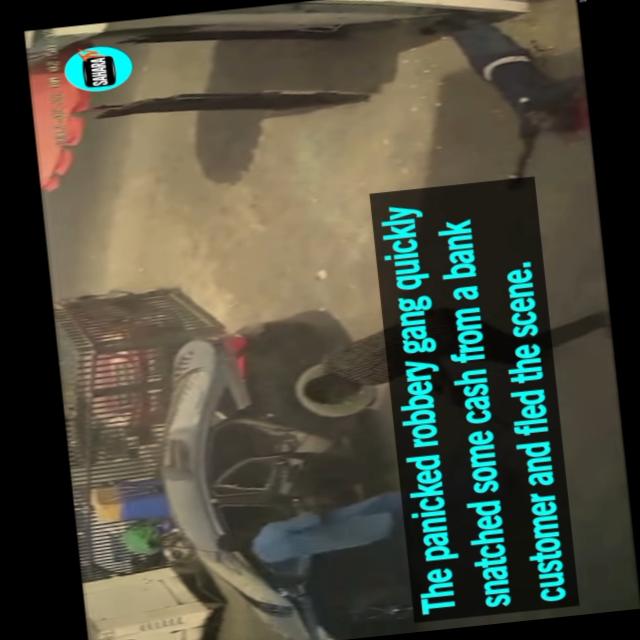 SAHARA
The panicked robbery gang quickly
snatched some cash from a bank
customer and fled the scene.